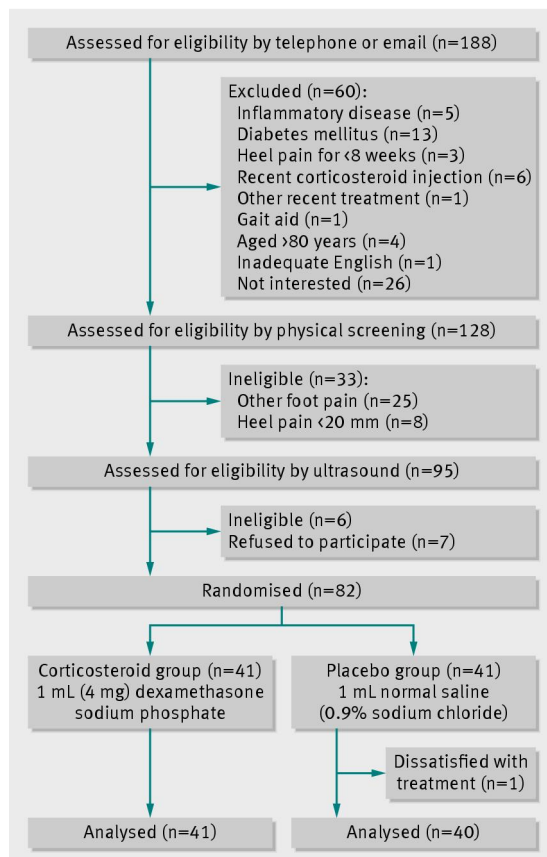 Assessed for eligibility by telephone or email (n=188)
Excluded (n=60):
Inflammatory disease (n=5)
Diabetes mellitus (n=13)
Heel pain for <8 weeks (n=3)
Recent corticosteroid injection (n=6)
Other recent treatment (n=1)
Gait aid (n=1)
Aged >80 years (n=4)
Inadequate English (n=1)
Not interested (n=26)
Assessed for eligibility by physical screening (n=128)
Ineligible (n=33):
Other foot pain (n=25)
Heel pain <20 mm (n=8)
Assessed for eligibility by ultrasound (n=95)
Ineligible (n=6)
Refused to participate (n=7)
Randomised (n=82)
Corticosteroid group (n=41)
1 mL (4 mg) dexamethasone
sodium phosphate
Placebo group (n=41)
1 mL normal saline
(0.9% sodium chloride)
Dissatisfied with
treatment (n=1)
Analysed (n=41)
Analysed (n=40)